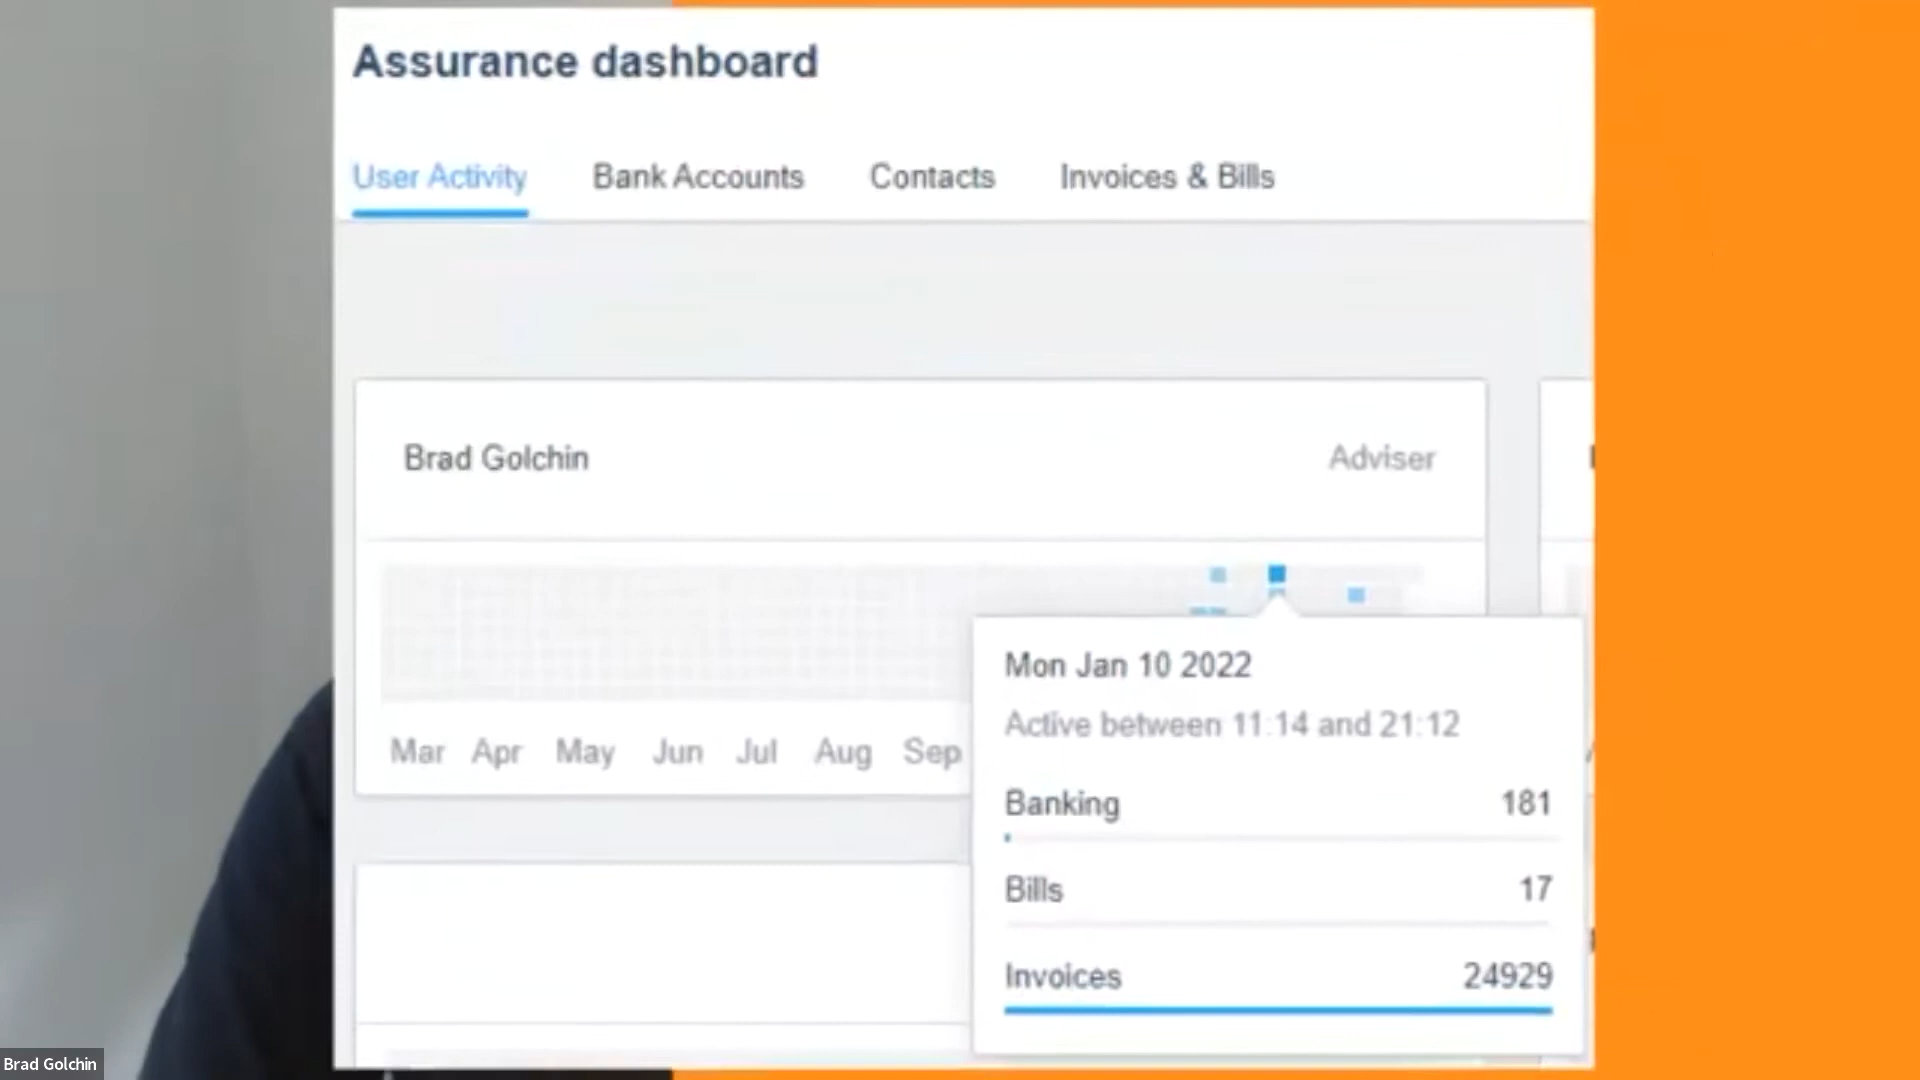 Assurance dashboard
User Activity Bank Accounts Contacts Invoices & Bills
Brad Golchin Adviser
Mar Apr May Jun Jul Aug Sep
Mon Jan 10 2022
Active between 11:14 and 21:12
Banking 181
Bills 17
Invoices 24929
Brad Golchin